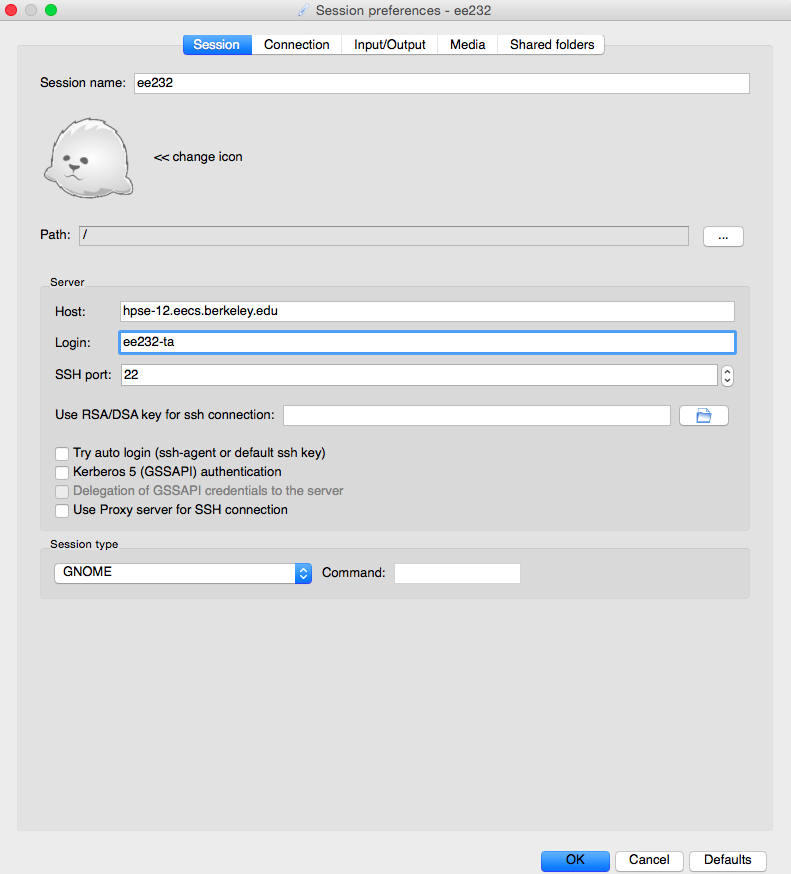 Session preferences - ee232
Session Connection Input/Output Media Shared folders
Session name: ee232
<< change icon
Path: / ...
Server
Host: hpse-12.eecs.berkeley.edu
Login: ee232-ta
SSH port: 22
Use RSA/DSA key for ssh connection:
Try auto login (ssh-agent or default ssh key)
Kerberos 5 (GSSAPI) authentication
Delegation of GSSAPI credentials to the server
Use Proxy server for SSH connection
Session type
GNOME Command:
OK Cancel Defaults